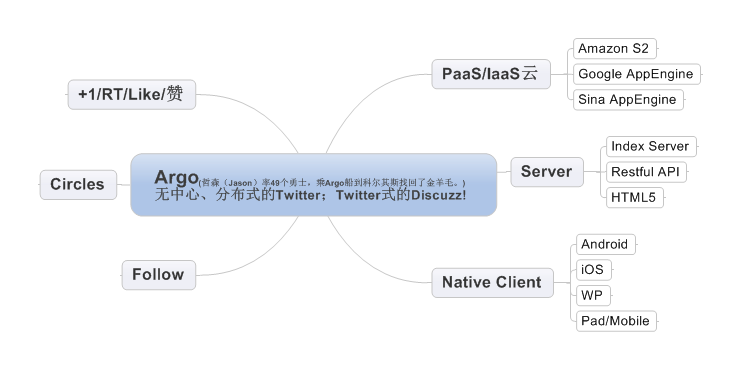 +1/RT/Like/赞
Circles
Follow
Argo(哲森（Jason）率49个勇士，乘Argo船到科尔其斯找回了金羊毛。)
无中心、分布式的Twitter；Twitter式的Discuz!
PaaS/IaaS云
Amazon S2
Google AppEngine
Sina AppEngine
Server
Index Server
Restful API
HTML5
Native Client
Android
iOS
WP
Pad/Mobile